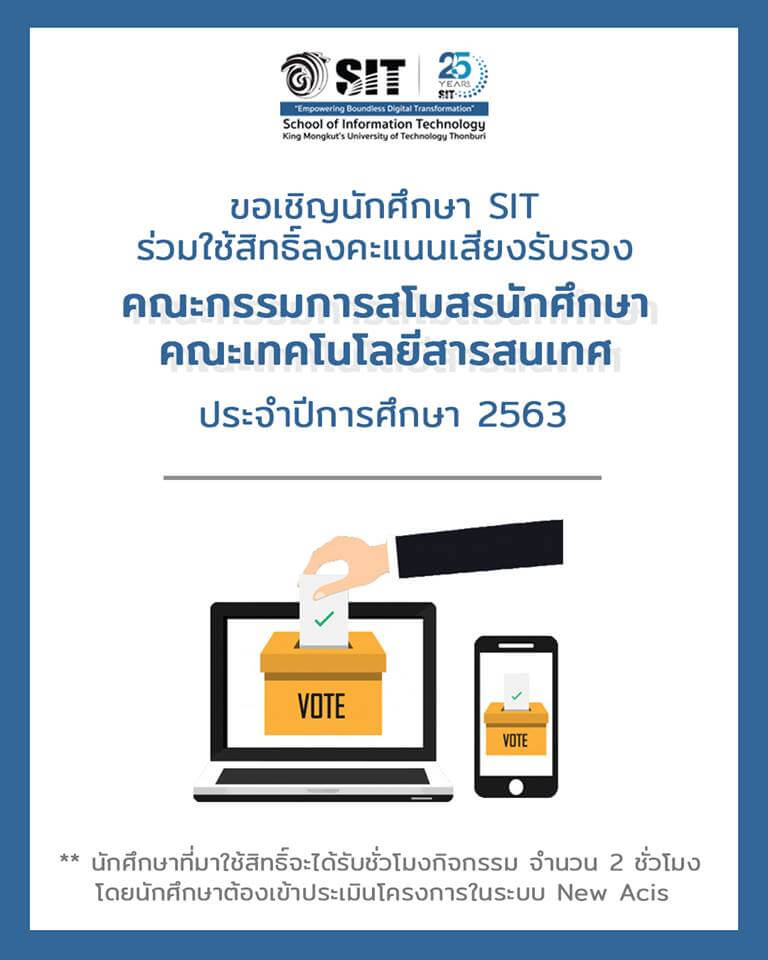 SIT
25
YEARS
SIT
"Empowering Boundless Digital Transformation"
School of Information Technology
King Mongkut's University of Technology Thonburi
ขอเชิญนักศึกษา SIT
ร่วมใช้สิทธิ์ลงคะแนนเสียงรับรอง
คณะกรรมการสโมสรนักศึกษา
คณะเทคโนโลยีสารสนเทศ
ประจำปีการศึกษา 2563
VOTE
VOTE
** นักศึกษาที่มาใช้สิทธิ์จะได้รับชั่วโมงกิจกรรม จำนวน 2 ชั่วโมง
โดยนักศึกษาต้องเข้าประเมินโครงการในระบบ New Acis